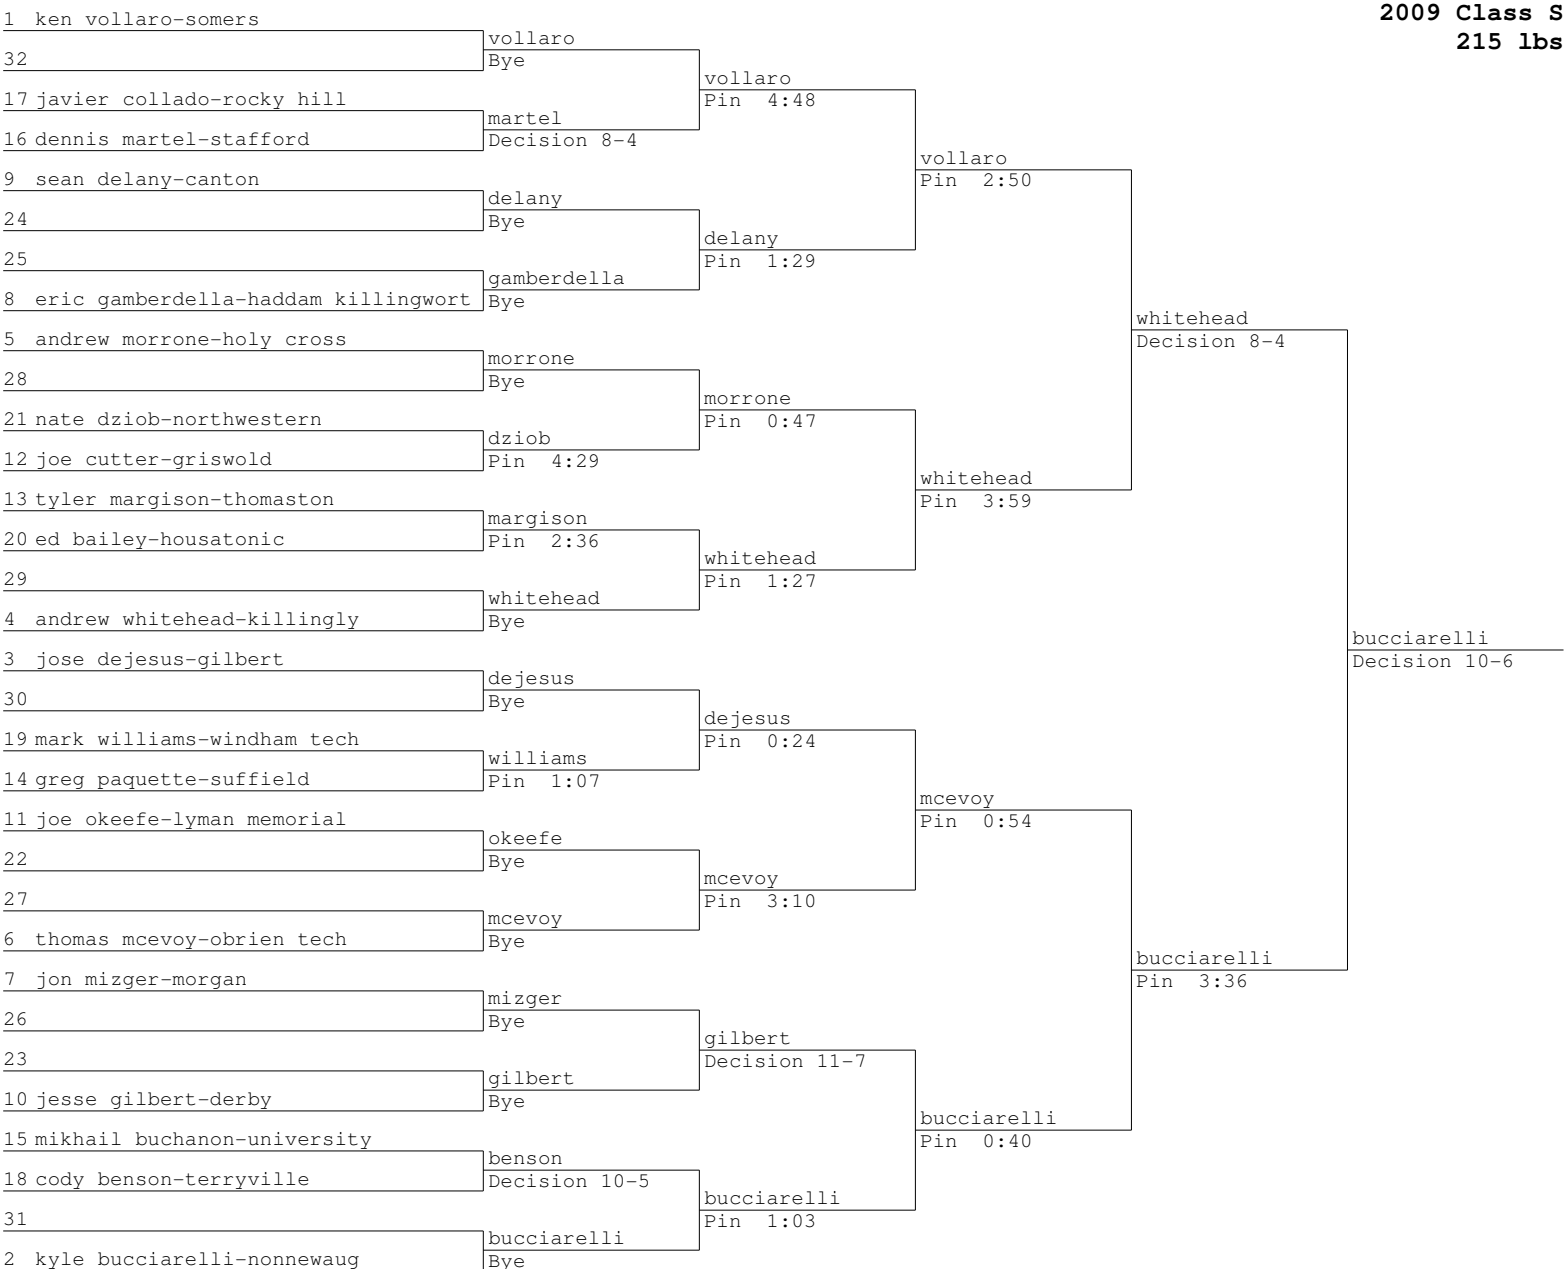 2009 Class S
215 lbs
1 ken vollaro-somers
vollaro
32
Bye
vollaro
17 javier collado-rocky hill
Pin 4:48
martel
16 dennis martel-stafford
Decision 8-4
vollaro
9 sean delany-canton
Pin 2:50
delany
24
Bye
delany
25
Pin 1:29
gamberdella
8 eric gamberdella-haddam killingwort
Bye
whitehead
5 andrew morrone-holy cross
Decision 8-4
morrone
28
Bye
morrone
21 nate dziob-northwestern
Pin 0:47
dziob
12 joe cutter-griswold
Pin 4:29
whitehead
13 tyler margison-thomaston
Pin 3:59
margison
20 ed bailey-housatonic
Pin 2:36
whitehead
29
Pin 1:27
whitehead
4 andrew whitehead-killingly
Bye
bucciarelli
3 jose dejesus-gilbert
Decision 10-6
dejesus
30
Bye
dejesus
19 mark williams-windham tech
Pin 0:24
williams
14 greg paquette-suffield
Pin 1:07
mcevoy
11 joe okeefe-lyman memorial
Pin 0:54
okeefe
22
Bye
mcevoy
27
Pin 3:10
mcevoy
6 thomas mcevoy-obrien tech
Bye
bucciarelli
7 jon mizger-morgan
Pin 3:36
mizger
26
Bye
gilbert
23
Decision 11-7
gilbert
10 jesse gilbert-derby
Bye
bucciarelli
15 mikhail buchanon-university
Pin 0:40
benson
18 cody benson-terryville
Decision 10-5
bucciarelli
31
Pin 1:03
bucciarelli
2 kyle bucciarelli-nonnewaug
Bye